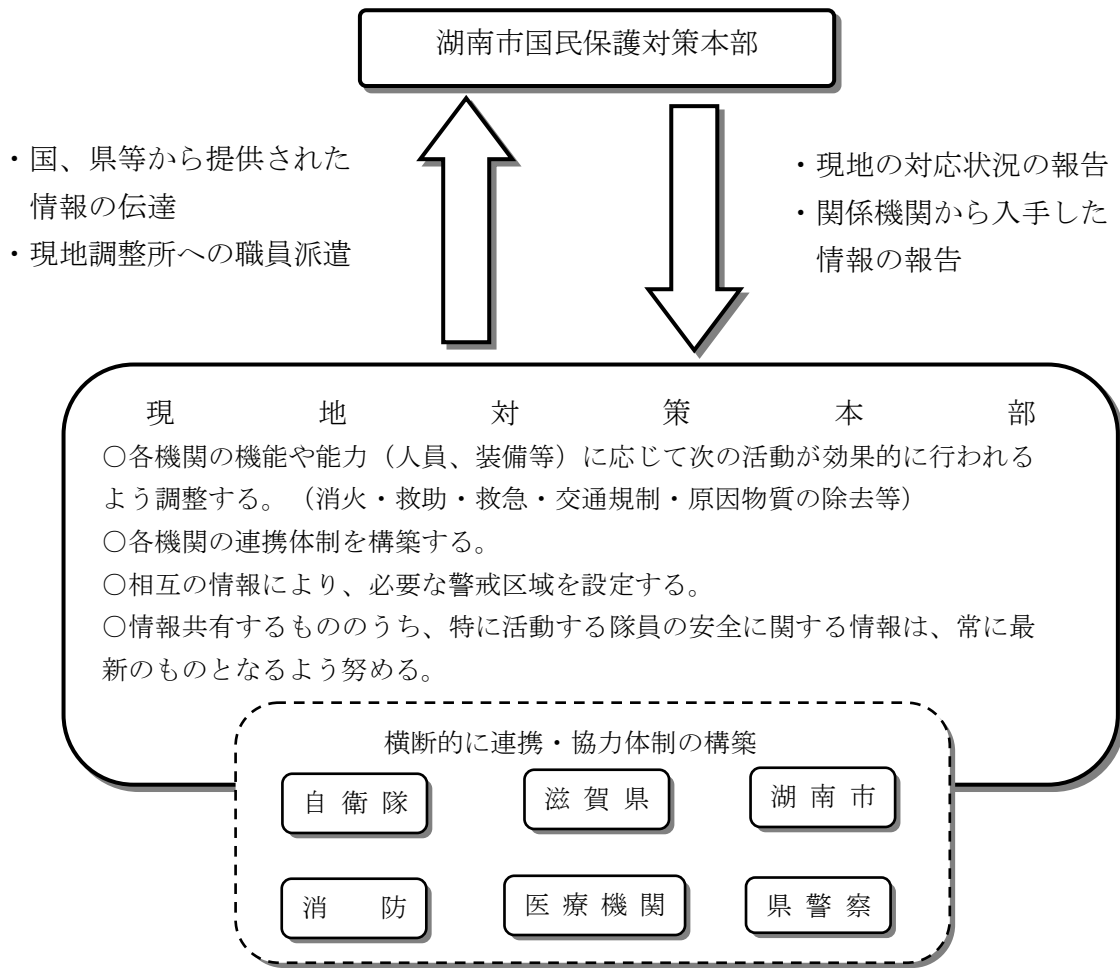 湖南市国民保護対策本部
・国、県等から提供された
情報の伝達
・現地調整所への職員派遣
・現地の対応状況の報告
・関係機関から入手した
情報の報告
現地対策本部
○各機関の機能や能力（人員、装備等）に応じて次の活動が効果的に行われる
よう調整する。（消火・救助・救急・交通規制・原因物質の除去等）
○各機関の連携体制を構築する。
○相互の情報により、必要な警戒区域を設定する。
○情報共有するもののうち、特に活動する隊員の安全に関する情報は、常に最
新のものとなるよう努める。
横断的に連携・協力体制の構築
自衛隊 滋賀県 湖南市
消防 医療機関 県警察